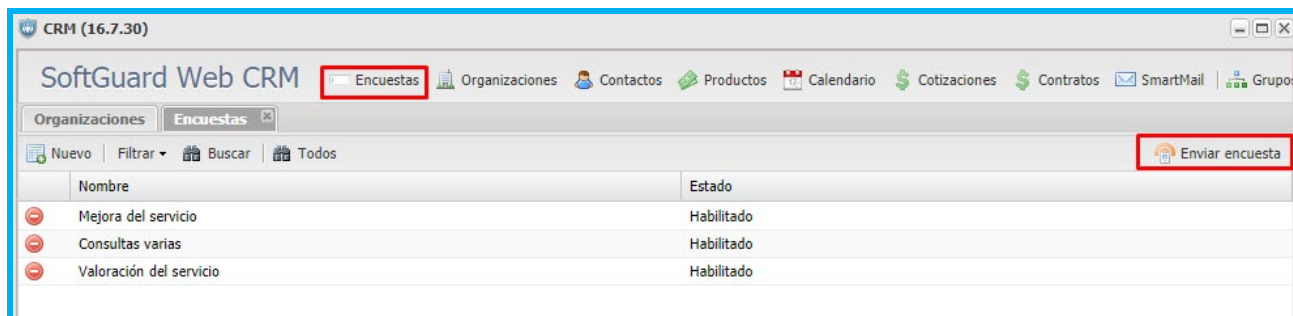 CRM (16.7.30)
SoftGuard Web CRM Encuestas Organizaciones Contactos Productos Calendario Cotizaciones Contratos SmartMail Grupos
Organizaciones Encuestas
Nuevo Filtrar Buscar Todos Enviar encuesta
Nombre Estado
Mejora del servicio Habilitado
Consultas varias Habilitado
Valoración del servicio Habilitado